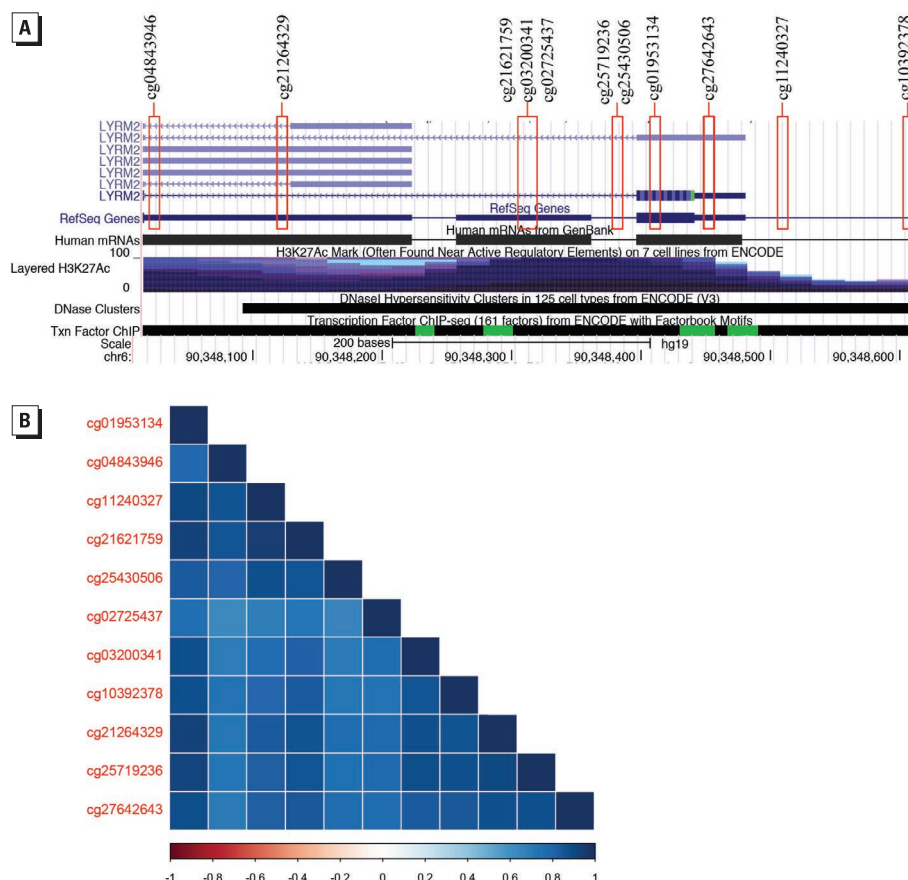 A
cg04843946
cg21264329
cg21621759
cg03200341
cg02725437
cg25719236
cg25430506
cg01953134
cg27642643
cg11240327
cg10392378
LYRM2
LYRM2
LYRM2
LYRM2
LYRM2
LYRM2
LYRM2
RefSeq Genes
RefSeq Genes
Human mRNAs from GenBank
Human mRNAs
H3K27Ac Mark (Often Found Near Active Regulatory Elements) on 7 cell lines from ENCODE
100
Layered H3K27Ac
0
DNaseI Hypersensitivity Clusters in 125 cell types from ENCODE (V3)
DNase Clusters
Transcription Factor ChIP-seq (161 factors) from ENCODE with Factorbook Motifs
Txn Factor ChIP
Scale 200 bases hg19
chr6: 90,348,100 90,348,200 90,348,300 90,348,400 90,348,500 90,348,600
B
cg01953134
cg04843946
cg11240327
cg21621759
cg25430506
cg02725437
cg03200341
cg10392378
cg21264329
cg25719236
cg27642643
-1 -0.8 -0.6 -0.4 -0.2 0 0.2 0.4 0.6 0.8 1